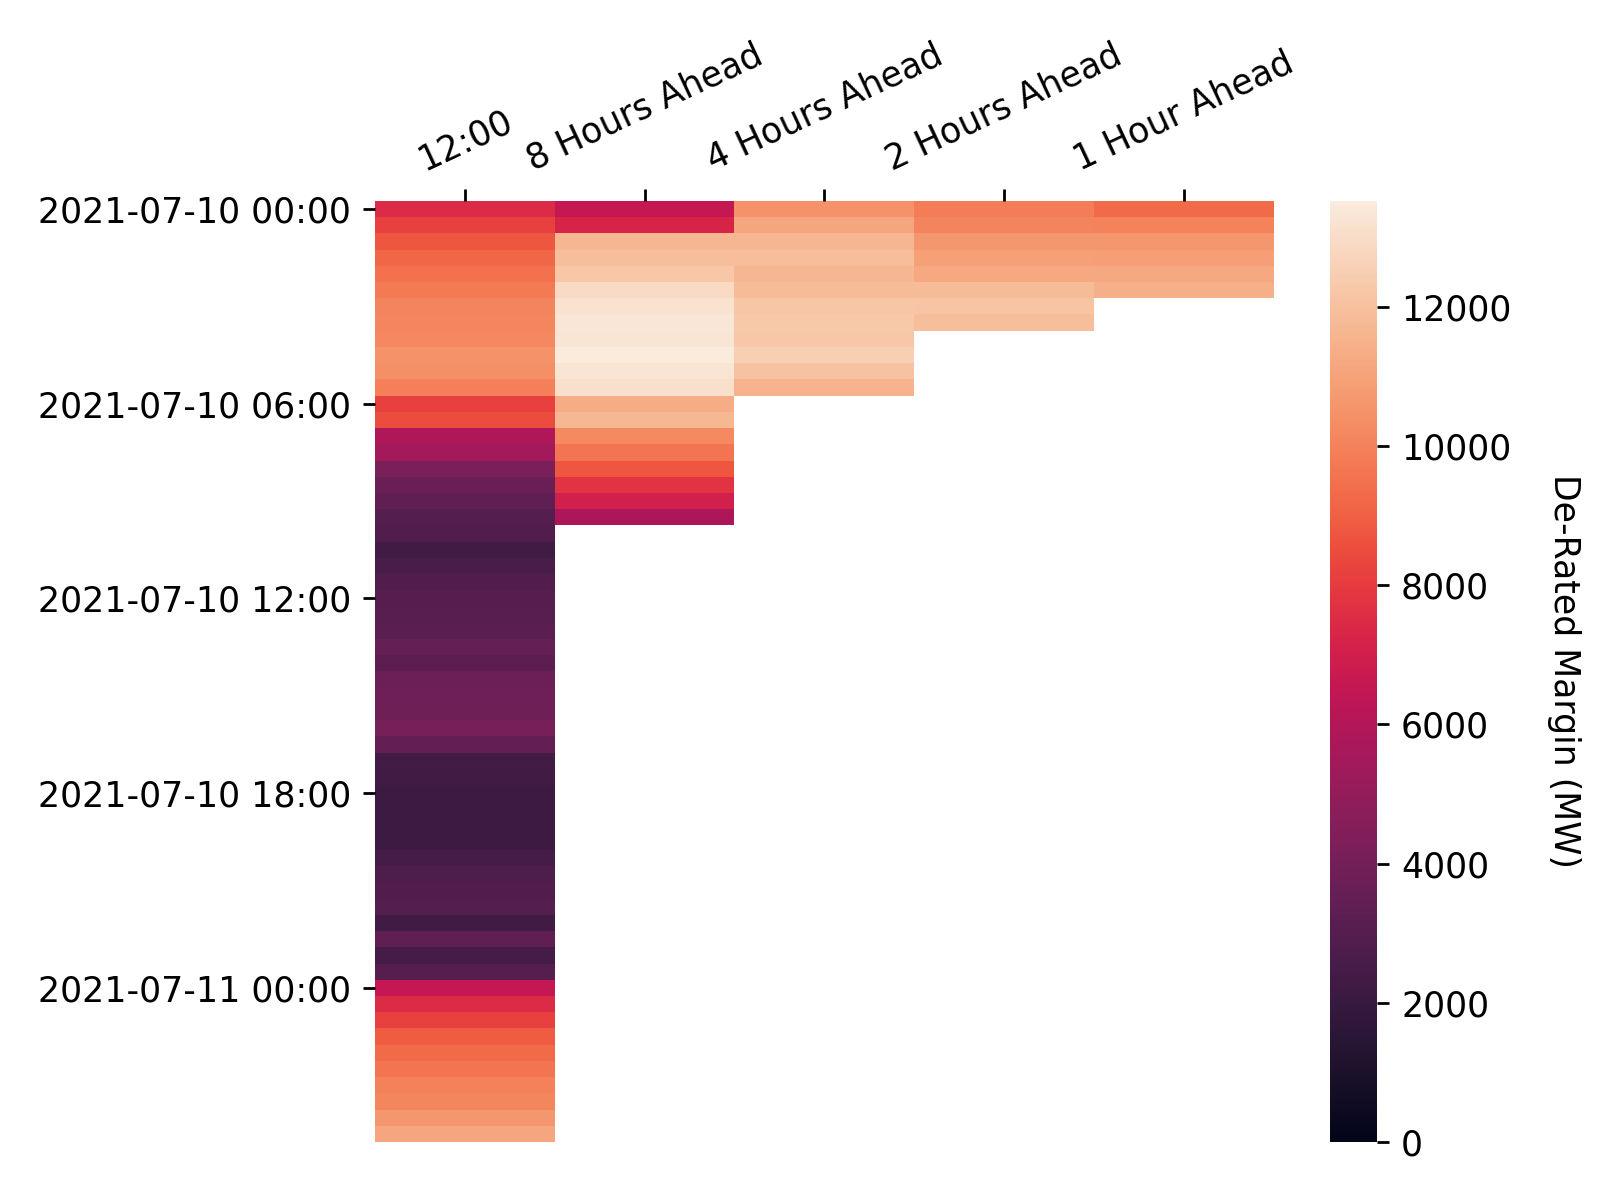 12:00
8 Hours Ahead
4 Hours Ahead
2 Hours Ahead
1 Hour Ahead
2021-07-10 00:00
2021-07-10 06:00
2021-07-10 12:00
2021-07-10 18:00
2021-07-11 00:00
12000
10000
8000
6000
4000
2000
0
De-Rated Margin (MW)